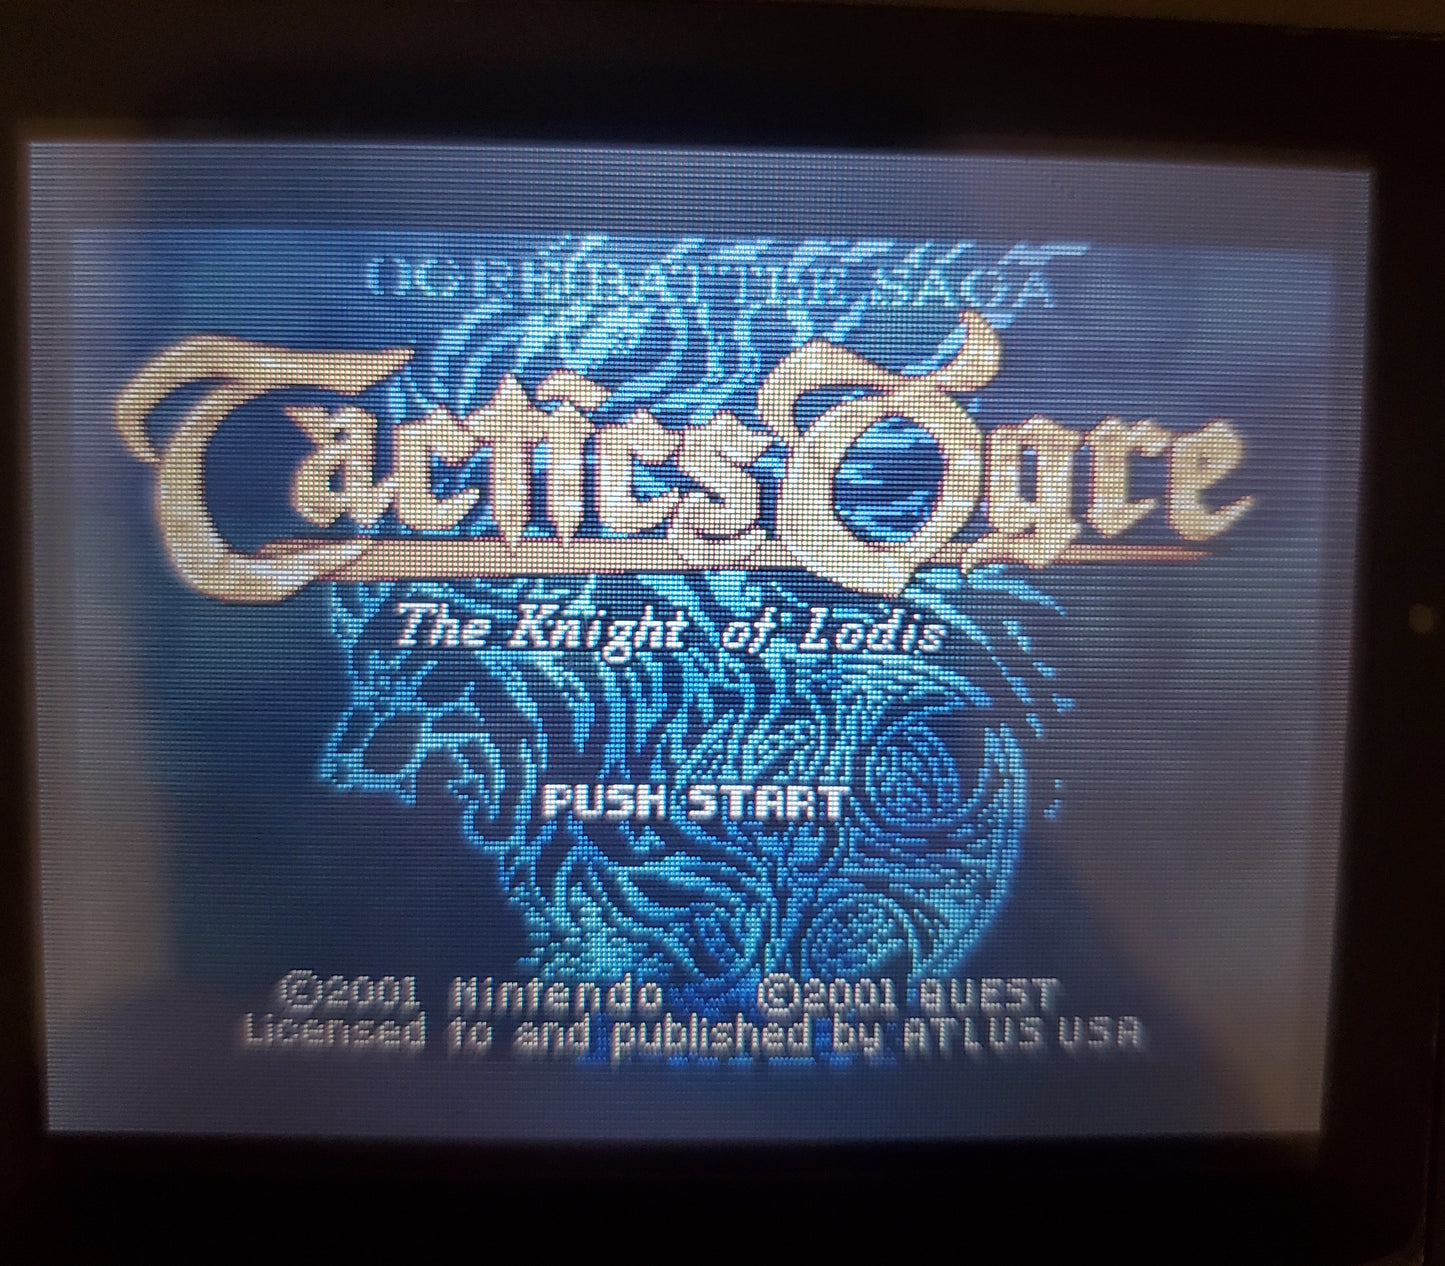 OGRE BATTLE SAGA
Tactics Ogre
The Knight of Lodis
PUSH START
©2001 Nintendo ©2001 QUEST
Licensed to and published by ATLUS USA